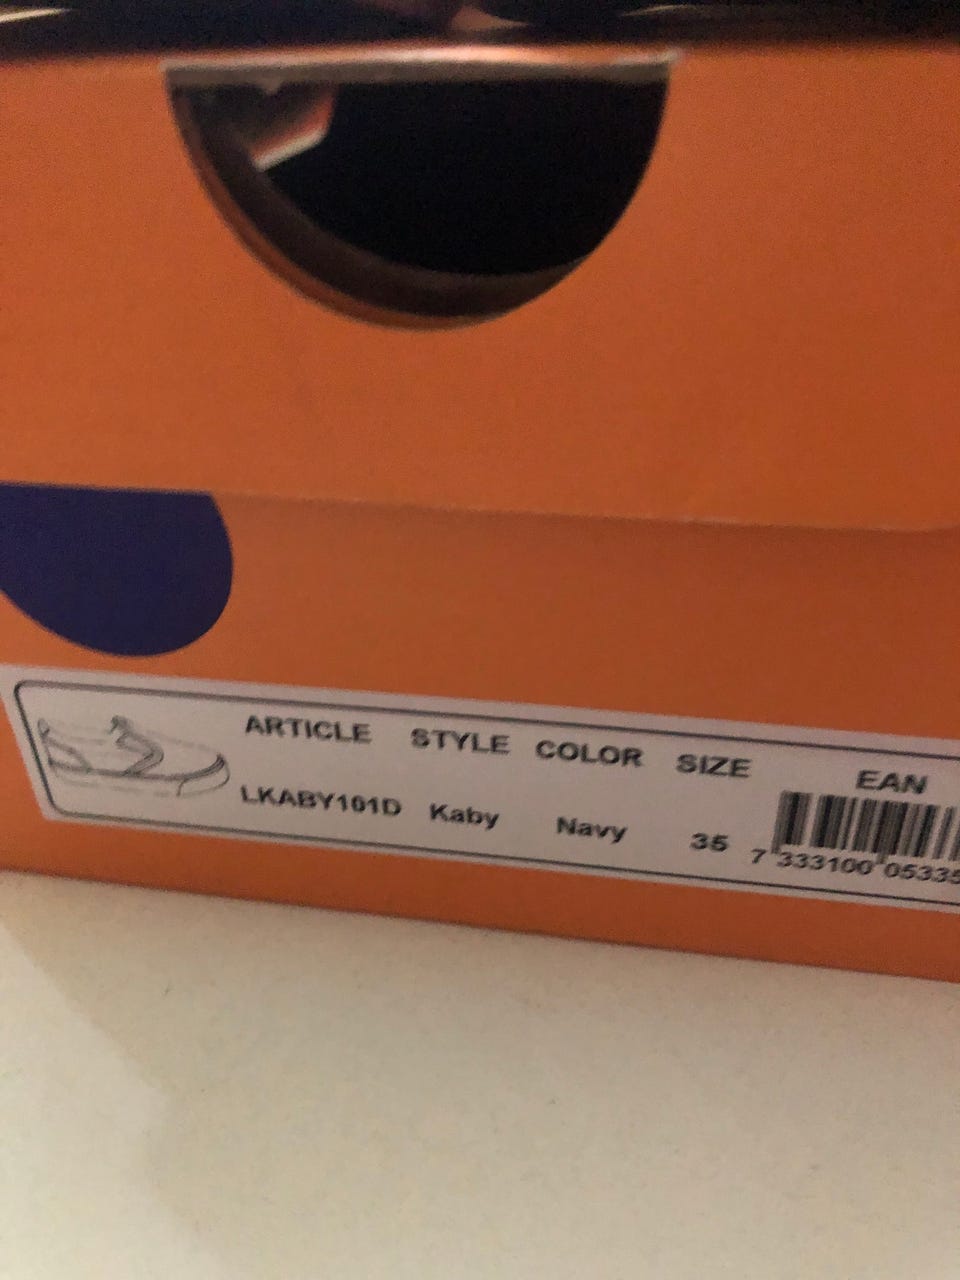 ARTICLE STYLE COLOR SIZE EAN
LKABY101D Kaby Navy 35
7 333100 05335